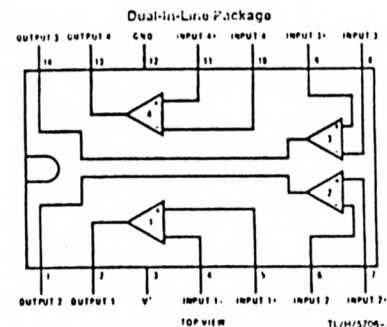 Dual-In-Line Package
OUTPUT 3 OUTPUT 4 GND INPUT 4+ INPUT 4 INPUT 3+ INPUT 3
14 13 12 11 10 9 8
4 3
1 2
1 2 3 4 5 6 7
OUTPUT 2 OUTPUT 1 V+ INPUT 1- INPUT 1+ INPUT 2 INPUT 2+
TOP VIEW
TL/H/5706-